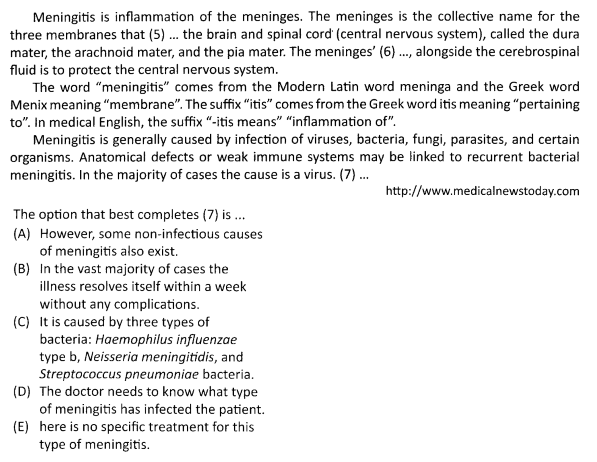 Meningitis is inflammation of the meninges. The meninges is the collective name for the
three membranes that (5) ... the brain and spinal cord (central nervous system), called the dura
mater, the arachnoid mater, and the pia mater. The meninges’ (6) ..., alongside the cerebrospinal
fluid is to protect the central nervous system.
The word “meningitis” comes from the Modern Latin word meninga and the Greek word
Menix meaning “membrane”. The suffix “itis” comes from the Greek word itis meaning “pertaining
to”. In medical English, the suffix “-itis means” “inflammation of”.
Meningitis is generally caused by infection of viruses, bacteria, fungi, parasites, and certain
organisms. Anatomical defects or weak immune systems may be linked to recurrent bacterial
meningitis. In the majority of cases the cause is a virus. (7) ...
http://www.medicalnewstoday.com
The option that best completes (7) is ...
(A) However, some non-infectious causes
of meningitis also exist.
(B) In the vast majority of cases the
illness resolves itself within a week
without any complications.
(C) It is caused by three types of
bacteria: Haemophilus influenzae
type b, Neisseria meningitidis, and
Streptococcus pneumoniae bacteria.
(D) The doctor needs to know what type
of meningitis has infected the patient.
(E) here is no specific treatment for this
type of meningitis.